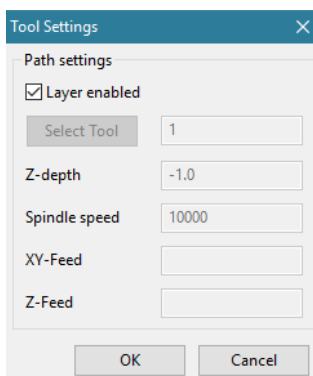 Tool Settings
Path settings
Layer enabled
Select Tool 1
Z-depth -1.0
Spindle speed 10000
XY-Feed
Z-Feed
OK Cancel